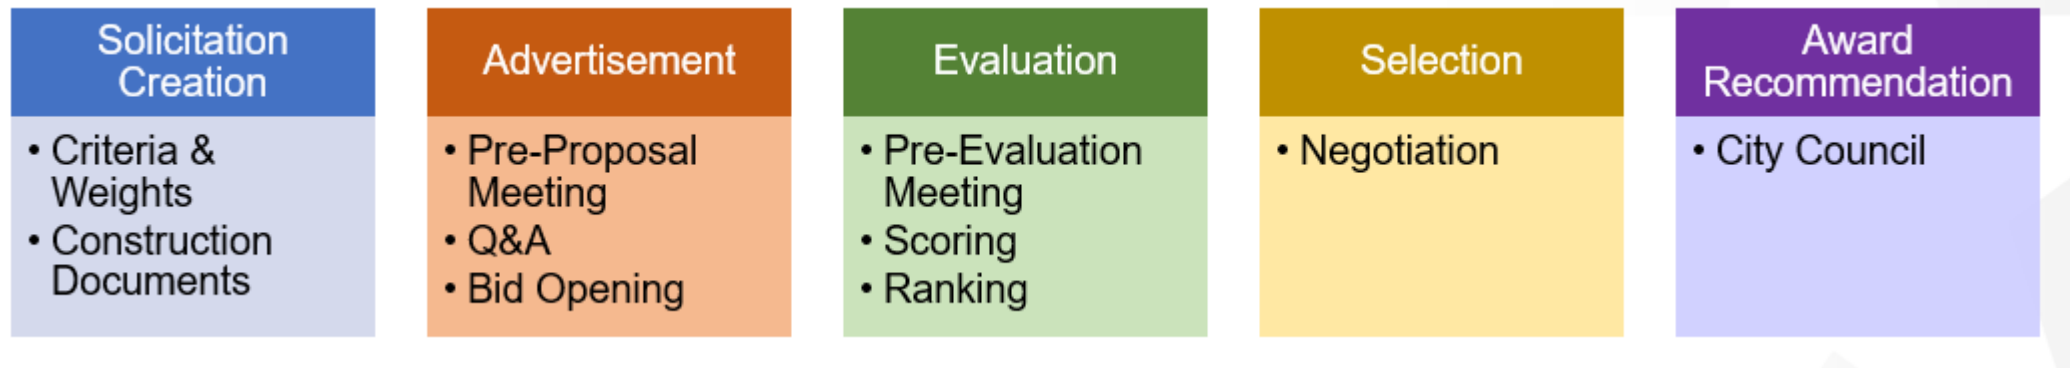 Solicitation
Creation
• Criteria &
Weights
• Construction
Documents
Advertisement
• Pre-Proposal
Meeting
• Q&A
• Bid Opening
Evaluation
• Pre-Evaluation
Meeting
• Scoring
• Ranking
Selection
• Negotiation
Award
Recommendation
• City Council